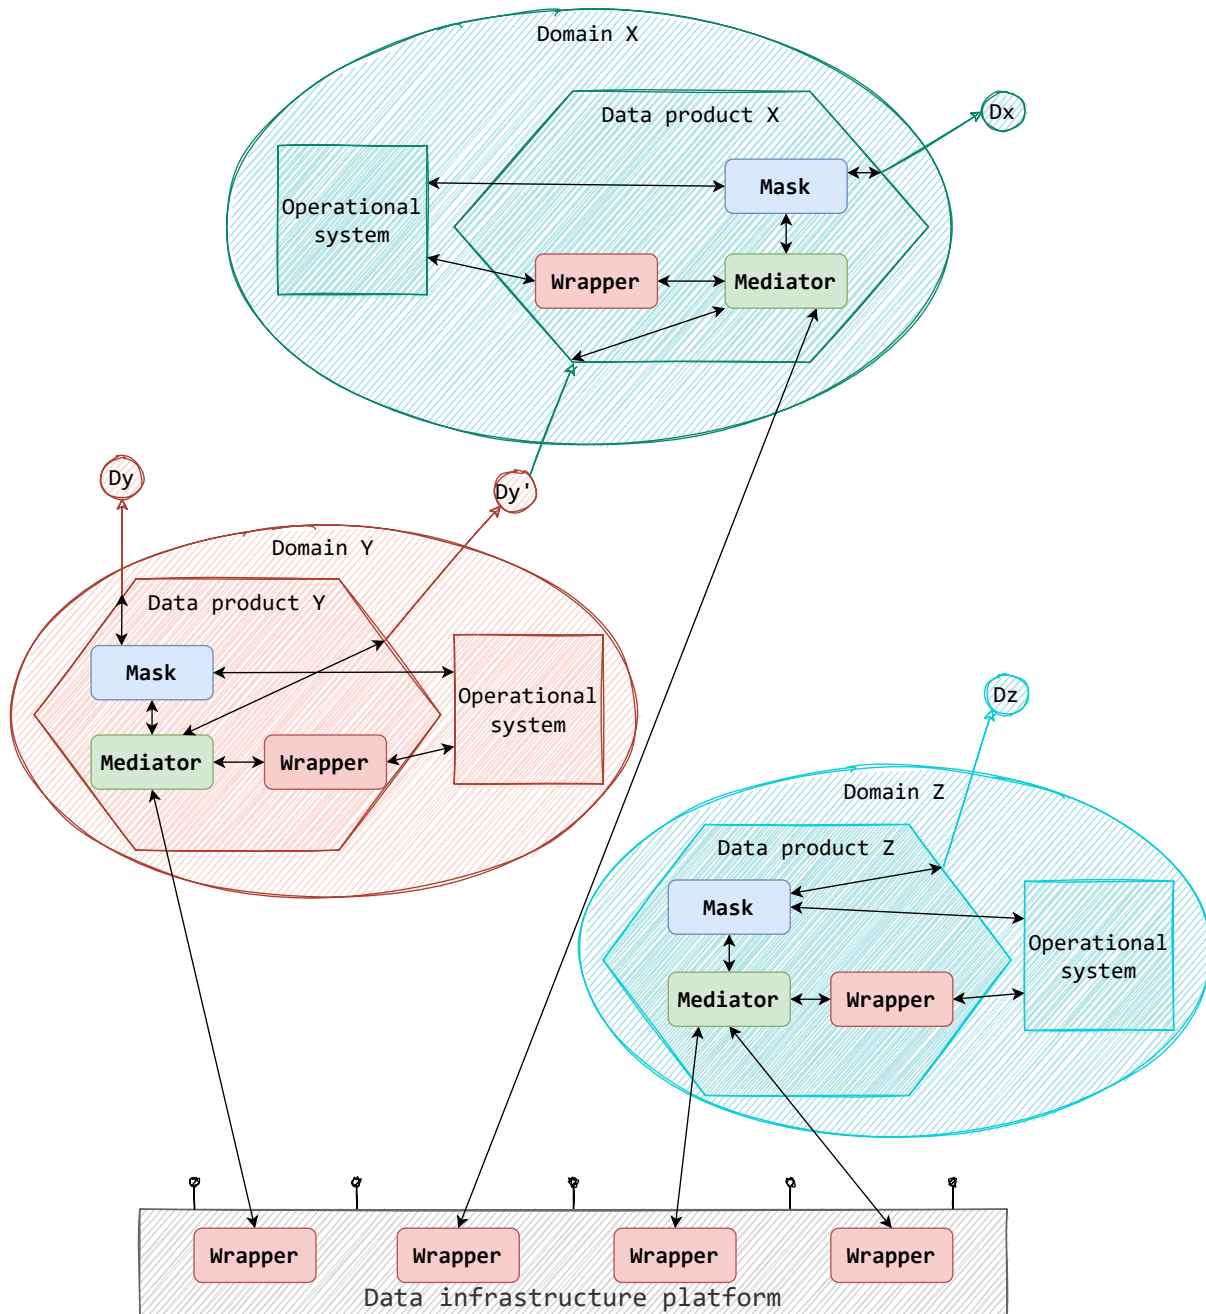 Domain X
Data product X
Dx
Mask
Operational
system
Wrapper
Mediator
Dy
Dy'
Domain Y
Data product Y
Mask
Operational
system
Mediator
Wrapper
Dz
Domain Z
Data product Z
Mask
Operational
system
Mediator
Wrapper
Wrapper
Wrapper
Wrapper
Wrapper
Data infrastructure platform